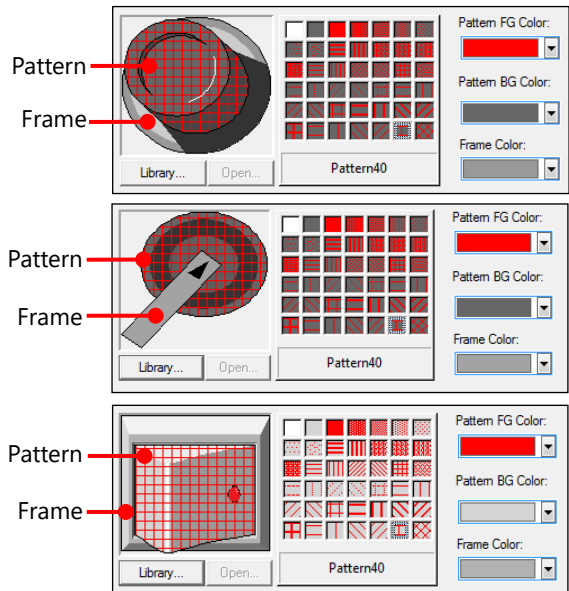 Pattern FG Color:
Pattern
Pattern BG Color:
Frame
Frame Color:
Library...
Open...
Pattern40
Pattern FG Color:
Pattern
Pattern BG Color:
Frame
Frame Color:
Library...
Open...
Pattern40
Pattern FG Color:
Pattern
Pattern BG Color:
Frame
Frame Color:
Library...
Open...
Pattern40